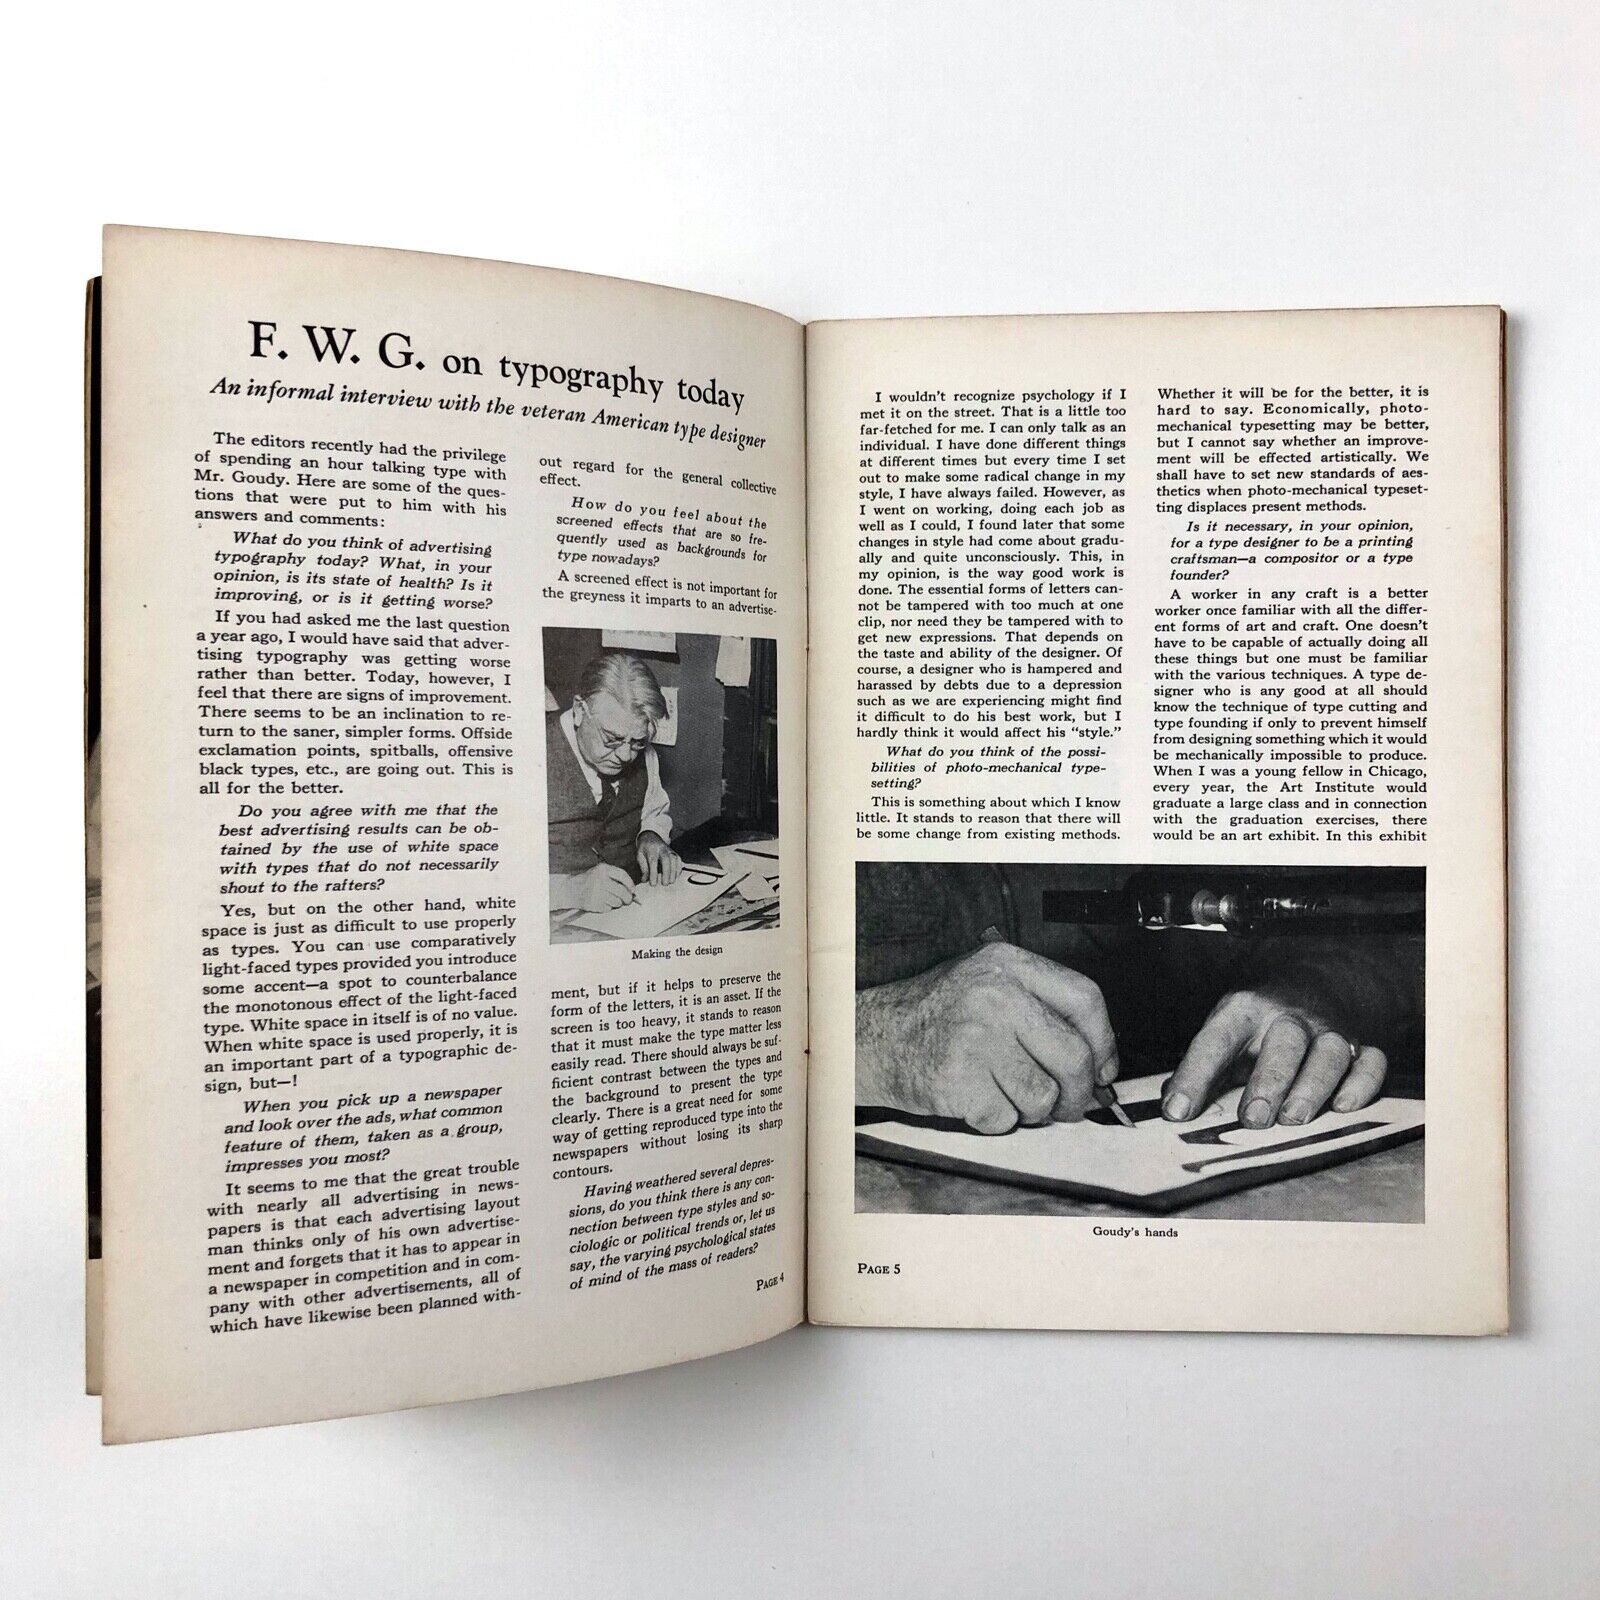 F. W. G. on typography today
An informal interview with the veteran American type designer
The editors recently had the privilege
of spending an hour talking type with
Mr. Goudy. Here are some of the ques-
tions that were put to him with his
answers and comments:
What do you think of advertising
typography today? What, in your
opinion, is its state of health? Is it
improving, or is it getting worse?
If you had asked me the last question
a year ago, I would have said that adver-
tising typography was getting worse
rather than better. Today, however, I
feel that there are signs of improvement.
There seems to be an inclination to re-
turn to the saner, simpler forms. Offside
exclamation points, spitballs, offensive
black types, etc., are going out. This is
all for the better.
Do you agree with me that the
best advertising results can be ob-
tained by the use of white space
with types that do not necessarily
shout to the rafters?
Yes, but on the other hand, white
space is just as difficult to use properly
as types. You can use comparatively
light-faced types provided you introduce
some accent—a spot to counterbalance
the monotonous effect of the light-faced
type. White space in itself is of no value.
When white space is used properly, it is
an important part of a typographic de-
sign, but—!
When you pick up a newspaper
and look over the ads, what common
feature of them, taken as a group,
impresses you most?
It seems to me that the great trouble
with nearly all advertising in news-
papers is that each advertising layout
man thinks only of his own advertise-
ment and forgets that it has to appear in
a newspaper in competition and in com-
pany with other advertisements, all of
which have likewise been planned with-
out regard for the general collective
effect.
How do you feel about the
screened effects that are so fre-
quently used as backgrounds for
type nowadays?
A screened effect is not important for
the greyness it imparts to an advertise-
Making the design
ment, but if it helps to preserve the
form of the letters, it is an asset. If the
screen is too heavy, it stands to reason
that it must make the type matter less
easily read. There should always be suf-
ficient contrast between the types and
the background to present the type
clearly. There is a great need for some
way of getting reproduced type into the
newspapers without losing its sharp
contours.
Having weathered several depres-
sions, do you think there is any con-
nection between type styles and so-
ciologic or political trends or, let us
say, the varying psychological states
of mind of the mass of readers?
PAGE 4
I wouldn't recognize psychology if I
met it on the street. That is a little too
far-fetched for me. I can only talk as an
individual. I have done different things
at different times but every time I set
out to make some radical change in my
style, I have always failed. However, as
I went on working, doing each job as
well as I could, I found later that some
changes in style had come about gradu-
ally and quite unconsciously. This, in
my opinion, is the way good work is
done. The essential forms of letters can-
not be tampered with too much at one
clip, nor need they be tampered with to
get new expressions. That depends on
the taste and ability of the designer. Of
course, a designer who is hampered and
harassed by debts due to a depression
such as we are experiencing might find
it difficult to do his best work, but I
hardly think it would affect his "style."
What do you think of the possi-
bilities of photo-mechanical type-
setting?
This is something about which I know
little. It stands to reason that there will
be some change from existing methods.
Whether it will be for the better, it is
hard to say. Economically, photo-
mechanical typesetting may be better,
but I cannot say whether an improve-
ment will be effected artistically. We
shall have to set new standards of aes-
thetics when photo-mechanical typeset-
ting displaces present methods.
Is it necessary, in your opinion,
for a type designer to be a printing
craftsman—a compositor or a type
founder?
A worker in any craft is a better
worker once familiar with all the differ-
ent forms of art and craft. One doesn't
have to be capable of actually doing all
these things but one must be familiar
with the various techniques. A type de-
signer who is any good at all should
know the technique of type cutting and
type founding if only to prevent himself
from designing something which it would
be mechanically impossible to produce.
When I was a young fellow in Chicago,
every year, the Art Institute would
graduate a large class and in connection
with the graduation exercises, there
would be an art exhibit. In this exhibit
Goudy's hands
PAGE 5